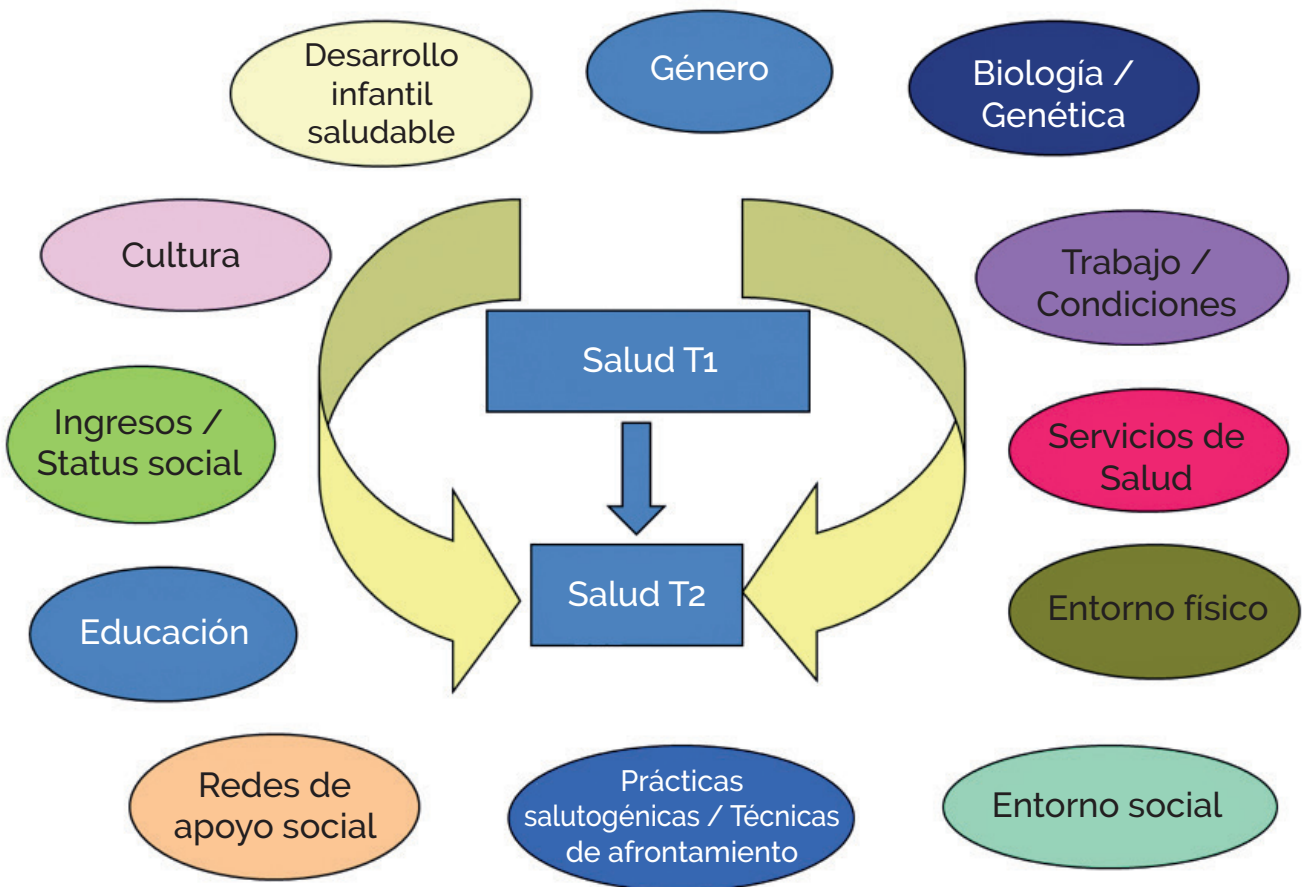 Desarrollo
infantil
saludable
Género
Biología /
Genética
Cultura
Trabajo /
Condiciones
Salud T1
Ingresos /
Status social
Servicios de
Salud
Salud T2
Educación
Entorno físico
Redes de
apoyo social
Prácticas
salutogénicas / Técnicas
de afrontamiento
Entorno social